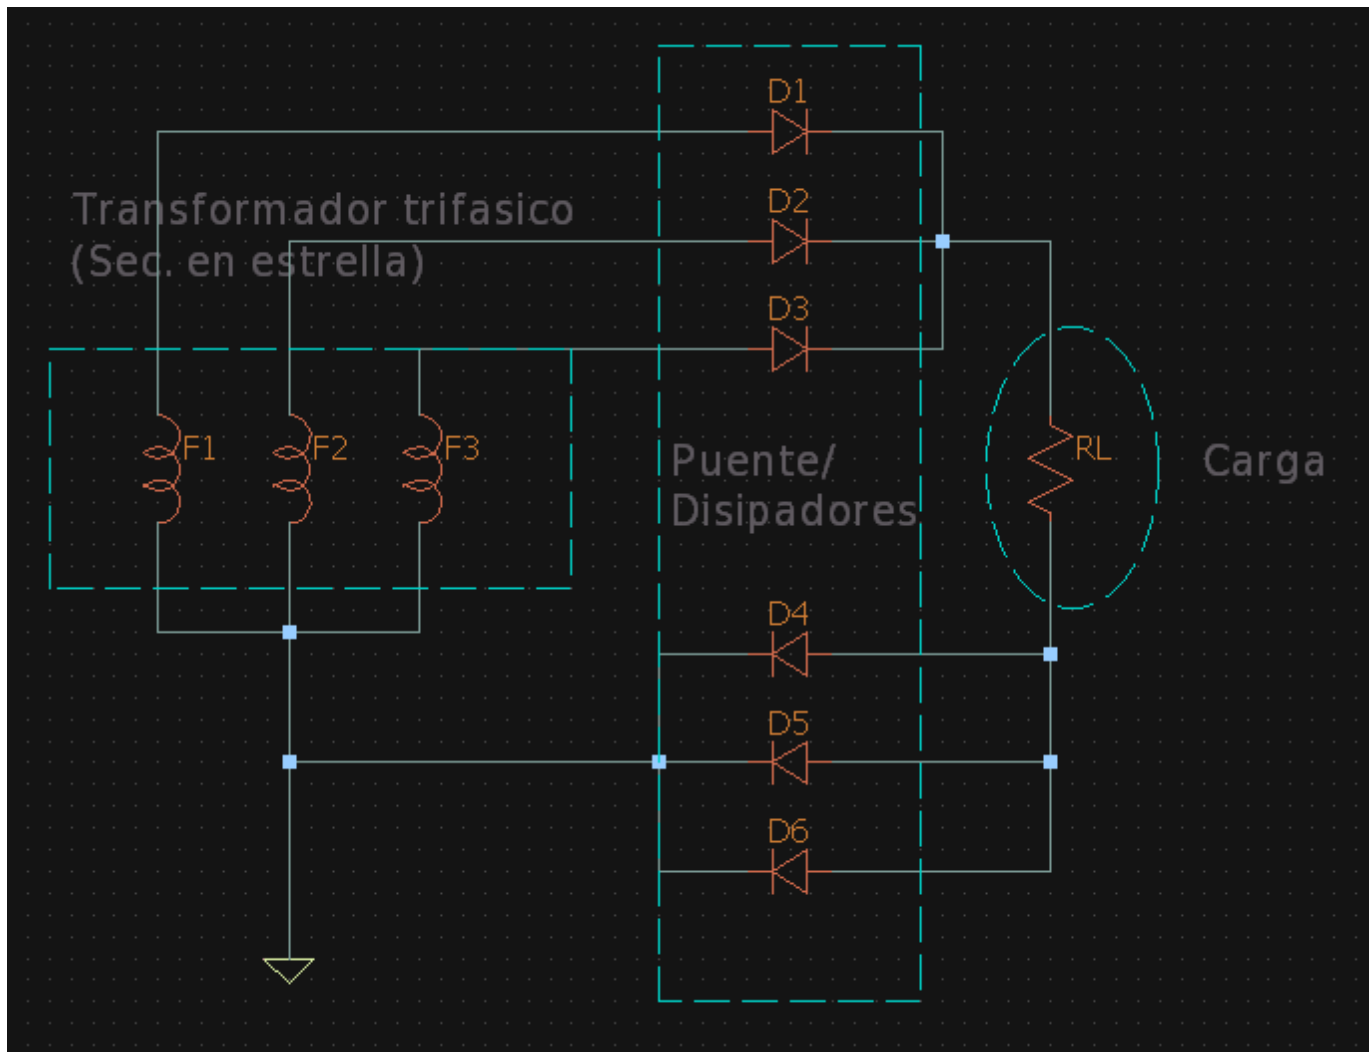 D1
Transformador trifasico
(Sec. en estrella)
D2
D3
F1
F2
F3
Puente/
Disipadores
RL
Carga
D4
D5
D6